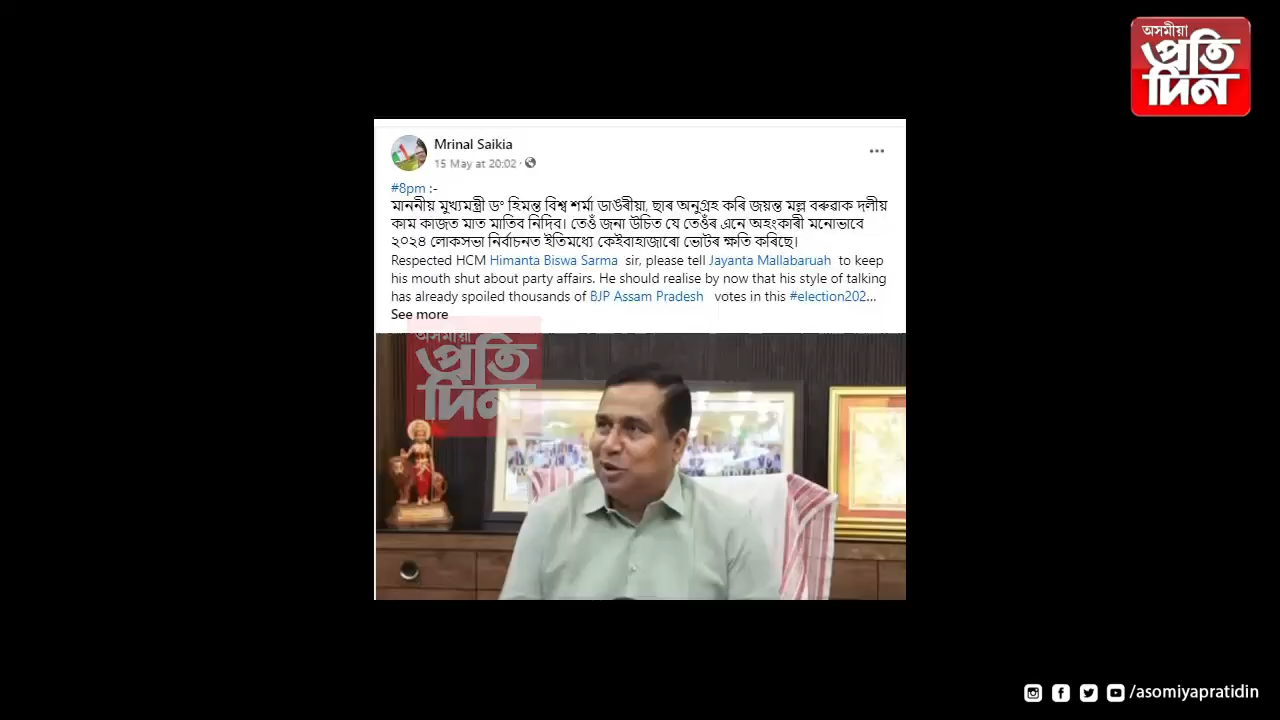 অসমীয়া
প্ৰতি
দিন
Mrinal Saikia
15 May at 20:02 ·
#8pm :-
মাননীয় মুখ্যমন্ত্ৰী ড° হিমন্ত বিশ্ব শৰ্মা ডাঙৰীয়া, ছাৰ অনুগ্ৰহ কৰি জয়ন্ত মল্ল বৰুৱাক দলীয়
কাম কাজত মাত মাতিব নিদিব। তেওঁ জনা উচিত যে তেওঁৰ এনে অহংকাৰী মনোভাবে
২০২৪ লোকসভা নিৰ্বাচনত ইতিমধ্যে কেইবাহাজাৰো ভোটৰ ক্ষতি কৰিছে।
Respected HCM Himanta Biswa Sarma sir, please tell Jayanta Mallabaruah to keep
his mouth shut about party affairs. He should realise by now that his style of talking
has already spoiled thousands of BJP Assam Pradesh votes in this #election202...
See more
অসমীয়া
প্ৰতি
দিন
/asomiyapratidin